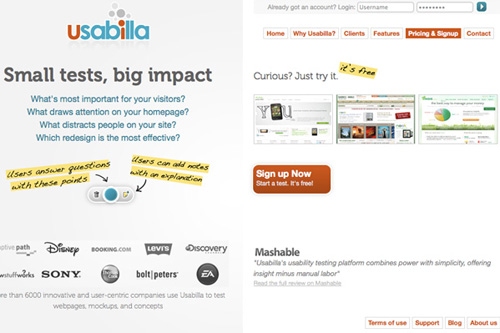 usabilla
Small tests, big impact
What's most important for your visitors?
What draws attention on your homepage?
What distracts people on your site?
Which redesign is the most effective?
Users answer questions
with these points
Users can add notes
with an explanation
ptive path
Disney
BOOKING.COM
LEVI'S
Discovery
stuffworks
SONY
bolt|peters
EA
ore than 6000 innovative and user-centric companies use Usabilla to test
webpages, mockups, and concepts
Already got an account? Login: Username ••••••••
Home Why Usabilla? Clients Features Pricing & Signup Contact
Curious? Just try it. it's free
Sign up Now
Start a test. It's free!
Mashable
"Usabilla's usability testing platform combines power with simplicity, offering
insight minus manual labor"
Read the full review on Mashable
Terms of use Support Blog About us